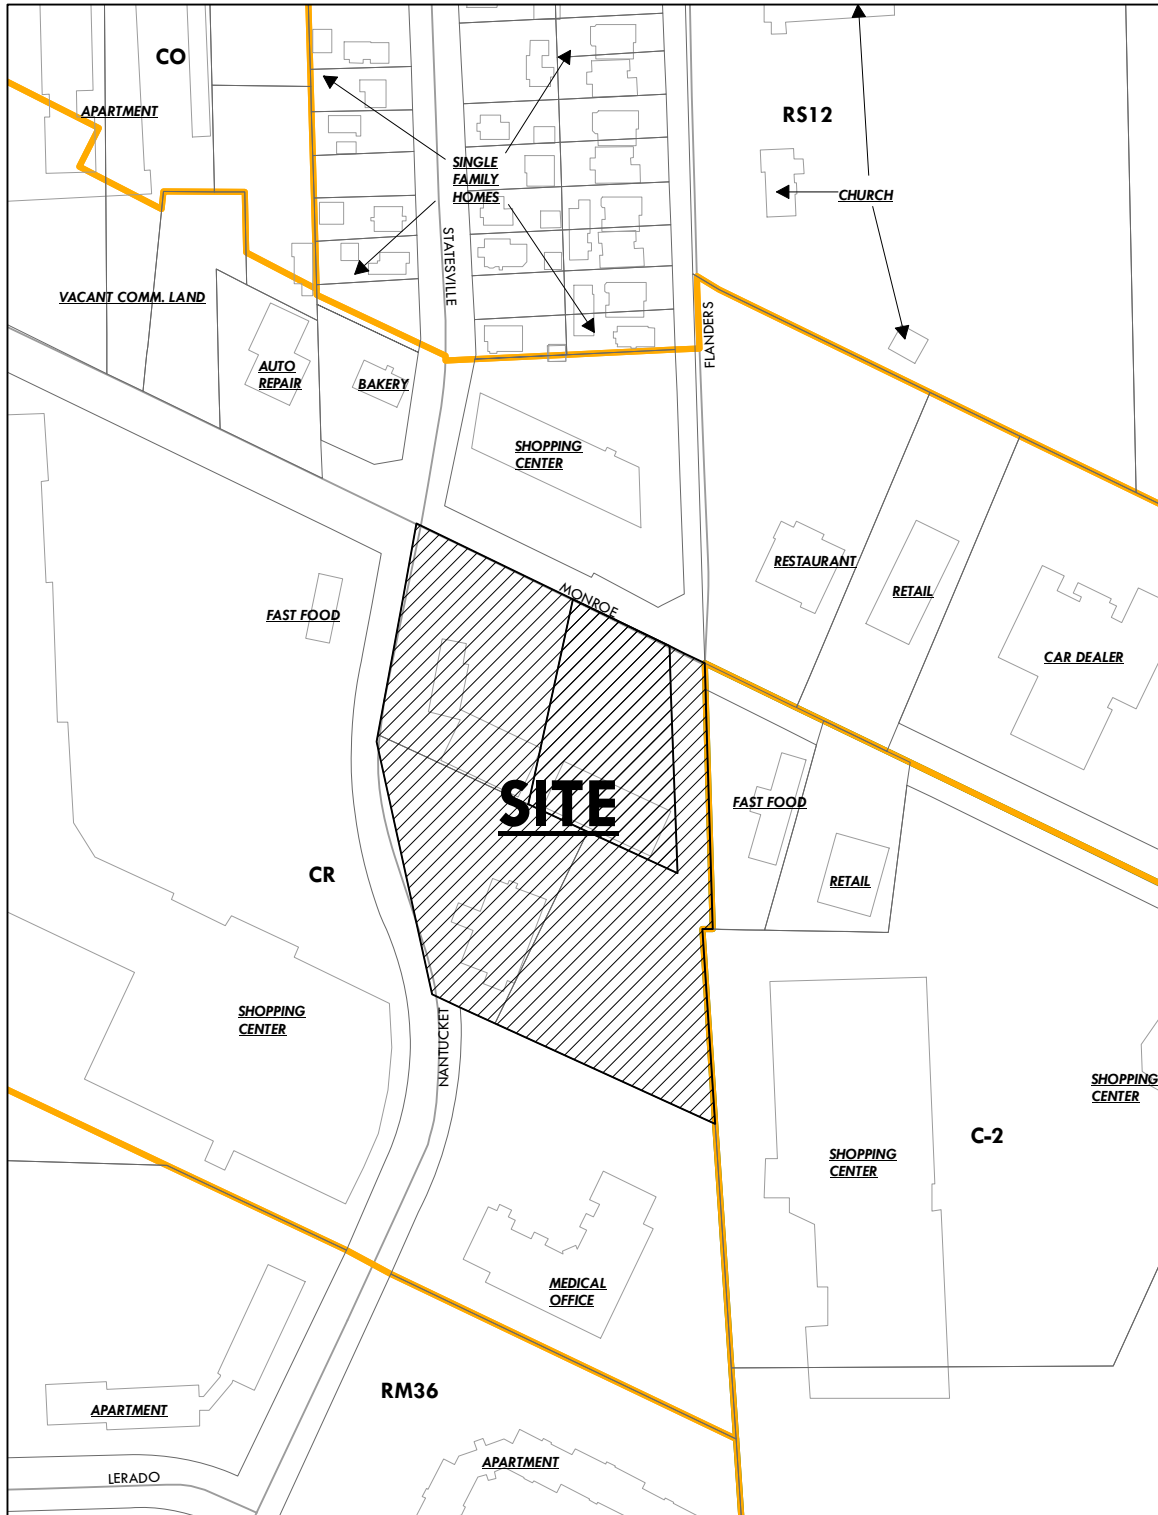 CO
APARTMENT
RS12
SINGLE
FAMILY
HOMES
CHURCH
STATESVILLE
VACANT COMM. LAND
FLANDERS
AUTO
REPAIR
BAKERY
SHOPPING
CENTER
RESTAURANT
RETAIL
MONROE
FAST FOOD
CAR DEALER
SITE
FAST FOOD
CR
RETAIL
SHOPPING
CENTER
NANTUCKET
SHOPPING
CENTER
C-2
SHOPPING
CENTER
MEDICAL
OFFICE
RM36
APARTMENT
APARTMENT
LERADO